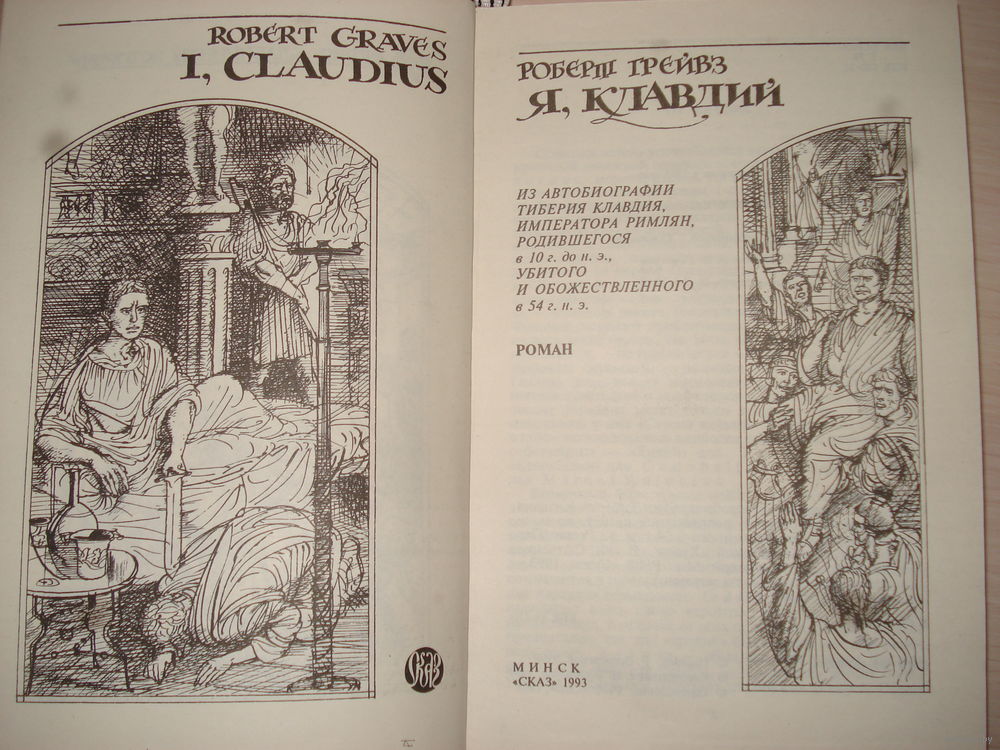 ROBERT GRAVES
I, CLAUDIUS
СКАЗ
РОБЕРТ ГРЕЙВЗ
Я, КЛАВДИЙ
ИЗ АВТОБИОГРАФИИ
ТИБЕРИЯ КЛАВДИЯ,
ИМПЕРАТОРА РИМЛЯН,
РОДИВШЕГОСЯ
в 10 г. до н. э.,
УБИТОГО
И ОБОЖЕСТВЛЕННОГО
в 54 г. н. э.
РОМАН
МИНСК
«СКАЗ» 1993